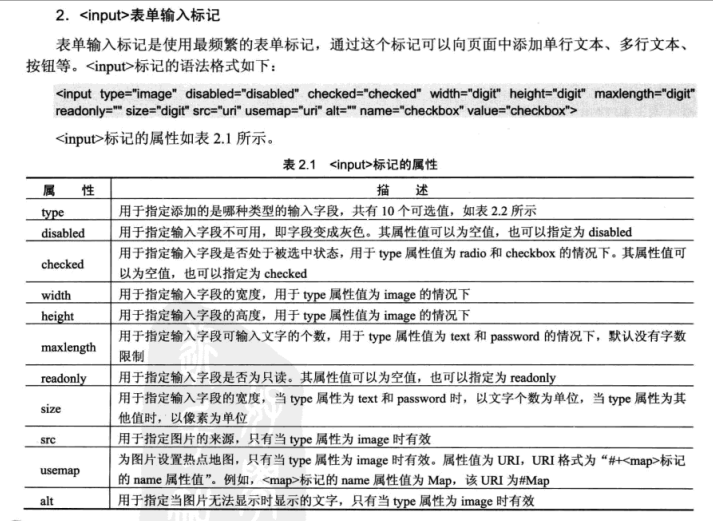 2. <input>表单输入标记
表单输入标记是使用最频繁的表单标记，通过这个标记可以向页面中添加单行文本、多行文本、
按钮等。<input>标记的语法格式如下：
<input type="image" disabled="disabled" checked="checked" width="digit" height="digit" maxlength="digit"
readonly="" size="digit" src="uri" usemap="uri" alt="" name="checkbox" value="checkbox">
<input>标记的属性如表 2.1 所示。
表 2.1 <input>标记的属性
属 性 描 述
type 用于指定添加的是哪种类型的输入字段，共有 10 个可选值，如表 2.2 所示
disabled 用于指定输入字段不可用，即字段变成灰色。其属性值可以为空值，也可以指定为 disabled
checked 用于指定输入字段是否处于被选中状态，用于 type 属性值为 radio 和 checkbox 的情况下。其属性值可
以为空值，也可以指定为 checked
width 用于指定输入字段的宽度，用于 type 属性值为 image 的情况下
height 用于指定输入字段的高度，用于 type 属性值为 image 的情况下
maxlength 用于指定输入字段可输入文字的个数，用于 type 属性值为 text 和 password 的情况下，默认没有字数
限制
readonly 用于指定输入字段是否为只读。其属性值可以为空值，也可以指定为 readonly
size 用于指定输入字段的宽度，当 type 属性为 text 和 password 时，以文字个数为单位，当 type 属性为其
他值时，以像素为单位
src 用于指定图片的来源，只有当 type 属性为 image 时有效
usemap 为图片设置热点地图，只有当 type 属性为 image 时有效。属性值为 URI，URI 格式为“#+<map>标记
的 name 属性值”。例如，<map>标记的 name 属性值为 Map，该 URI 为#Map
alt 用于指定当图片无法显示时显示的文字，只有当 type 属性为 image 时有效